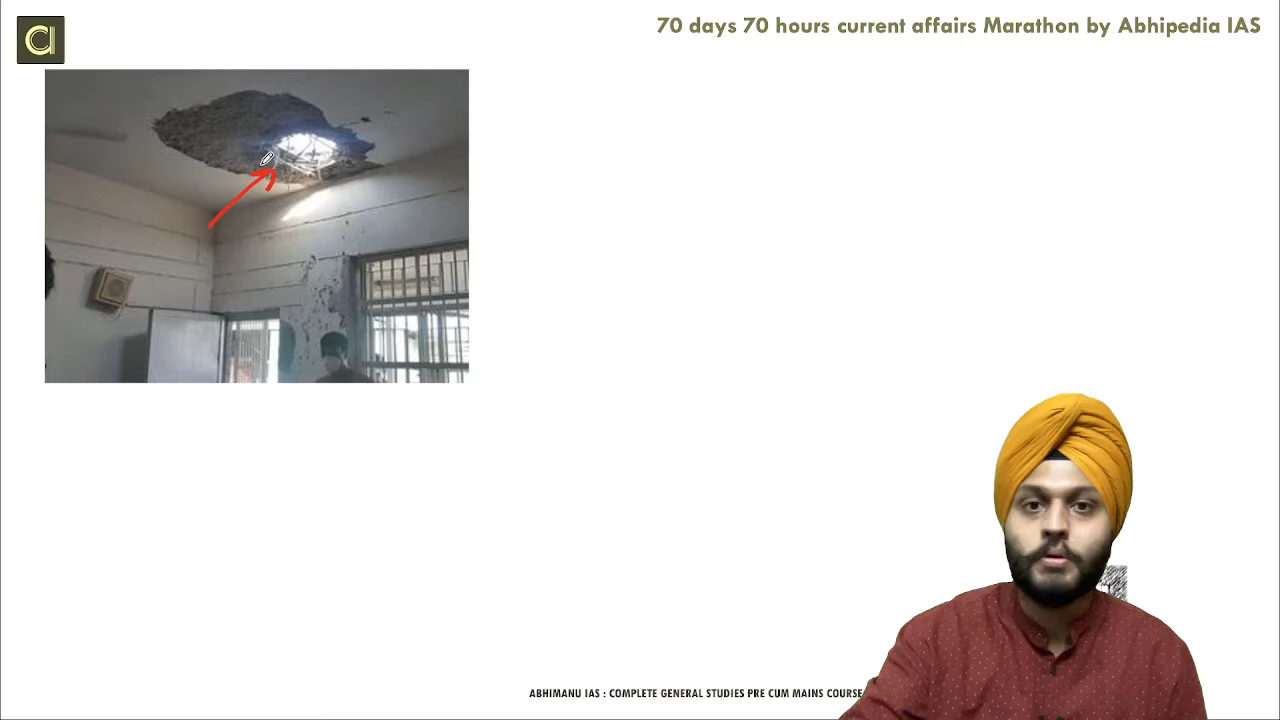 70 days 70 hours current affairs Marathon by Abhipedia IAS
ABHIMANU IAS : COMPLETE GENERAL STUDIES PRE CUM MAINS COURSE